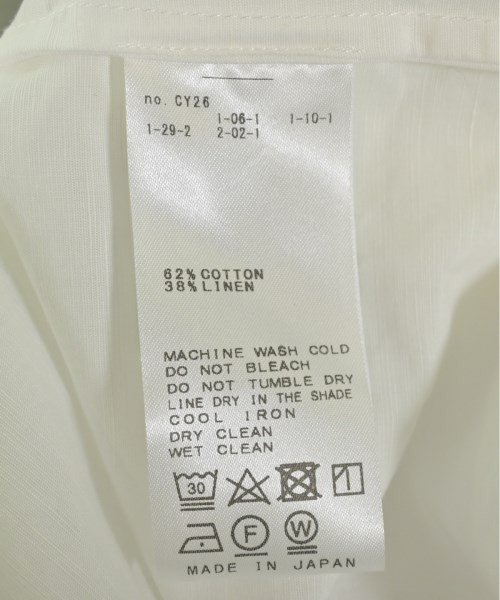 no. CY26
1-06-1 1-10-1
1-29-2 2-02-1
62% COTTON
38% LINEN
MACHINE WASH COLD
DO NOT BLEACH
DO NOT TUMBLE DRY
LINE DRY IN THE SHADE
COOL IRON
DRY CLEAN
WET CLEAN
30
F W
MADE IN JAPAN